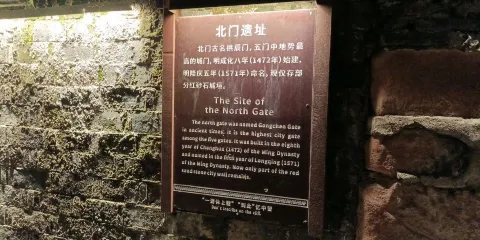 北门遗址
北门古名拱辰门，五门中地势最
高的城门，明成化八年（1472年）始建，
明隆庆五年（1571年）命名，现仅存部
分红砂石城垣。
The Site of
the North Gate
The north gate was named Gongchen Gate
in ancient times; it is the highest city gate
among the five gates. It was built in the eighth
year of Chenghua (1472) of the Ming Dynasty
and named in the fifth year of Longqing (1571)
of the Ming Dynasty. Now only part of the red
sandstone city wall remains.